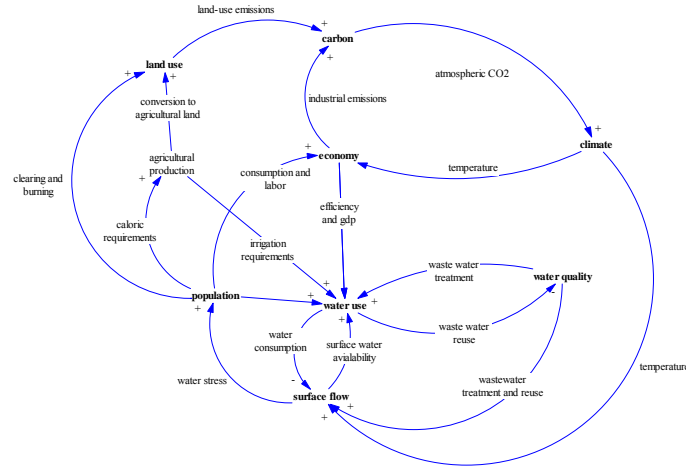 land-use emissions
+
carbon
+
land use
+
+
atmospheric CO2
conversion to
agricultural land
industrial emissions
+
climate
+
economy
agricultural
production
+
consumption and
labor
temperature
clearing and
burning
efficiency
and gdp
caloric
requirements
irrigation
requirements
waste water
treatment
water quality
-
population
+
+
+
water use
+
+
water
consumption
surface water
avialability
waste water
reuse
temperature
water stress
-
surface flow
wastewater
treatment and reuse
+
+